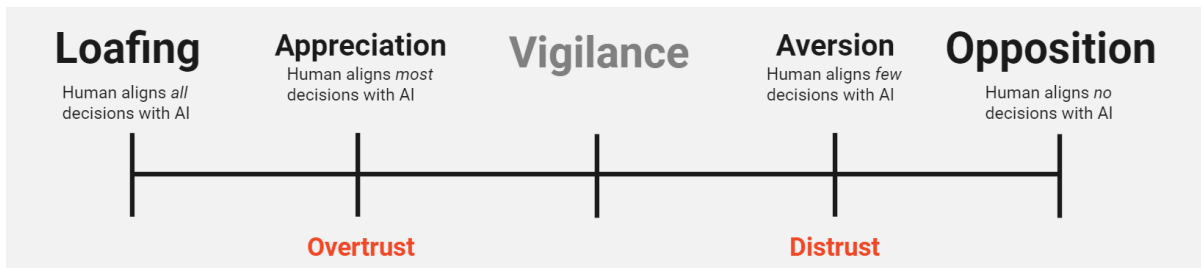 Loafing
Human aligns all
decisions with AI
Appreciation
Human aligns most
decisions with AI
Vigilance
Aversion
Human aligns few
decisions with AI
Opposition
Human aligns no
decisions with AI
Overtrust
Distrust